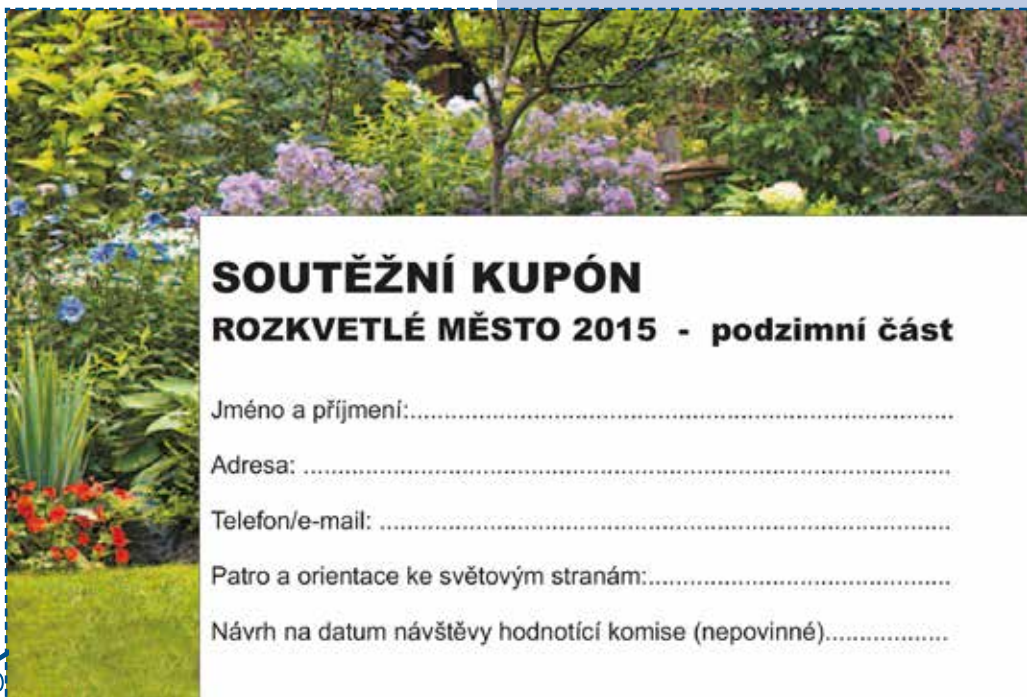 SOUTĚŽNÍ KUPÓN
ROZKVETLÉ MĚSTO 2015 - podzimní část
Jméno a příjmení:...............................................................................
Adresa: ...............................................................................................
Telefon/e-mail: ...................................................................................
Patro a orientace ke světovým stranám:............................................
Návrh na datum návštěvy hodnotící komise (nepovinné)..................